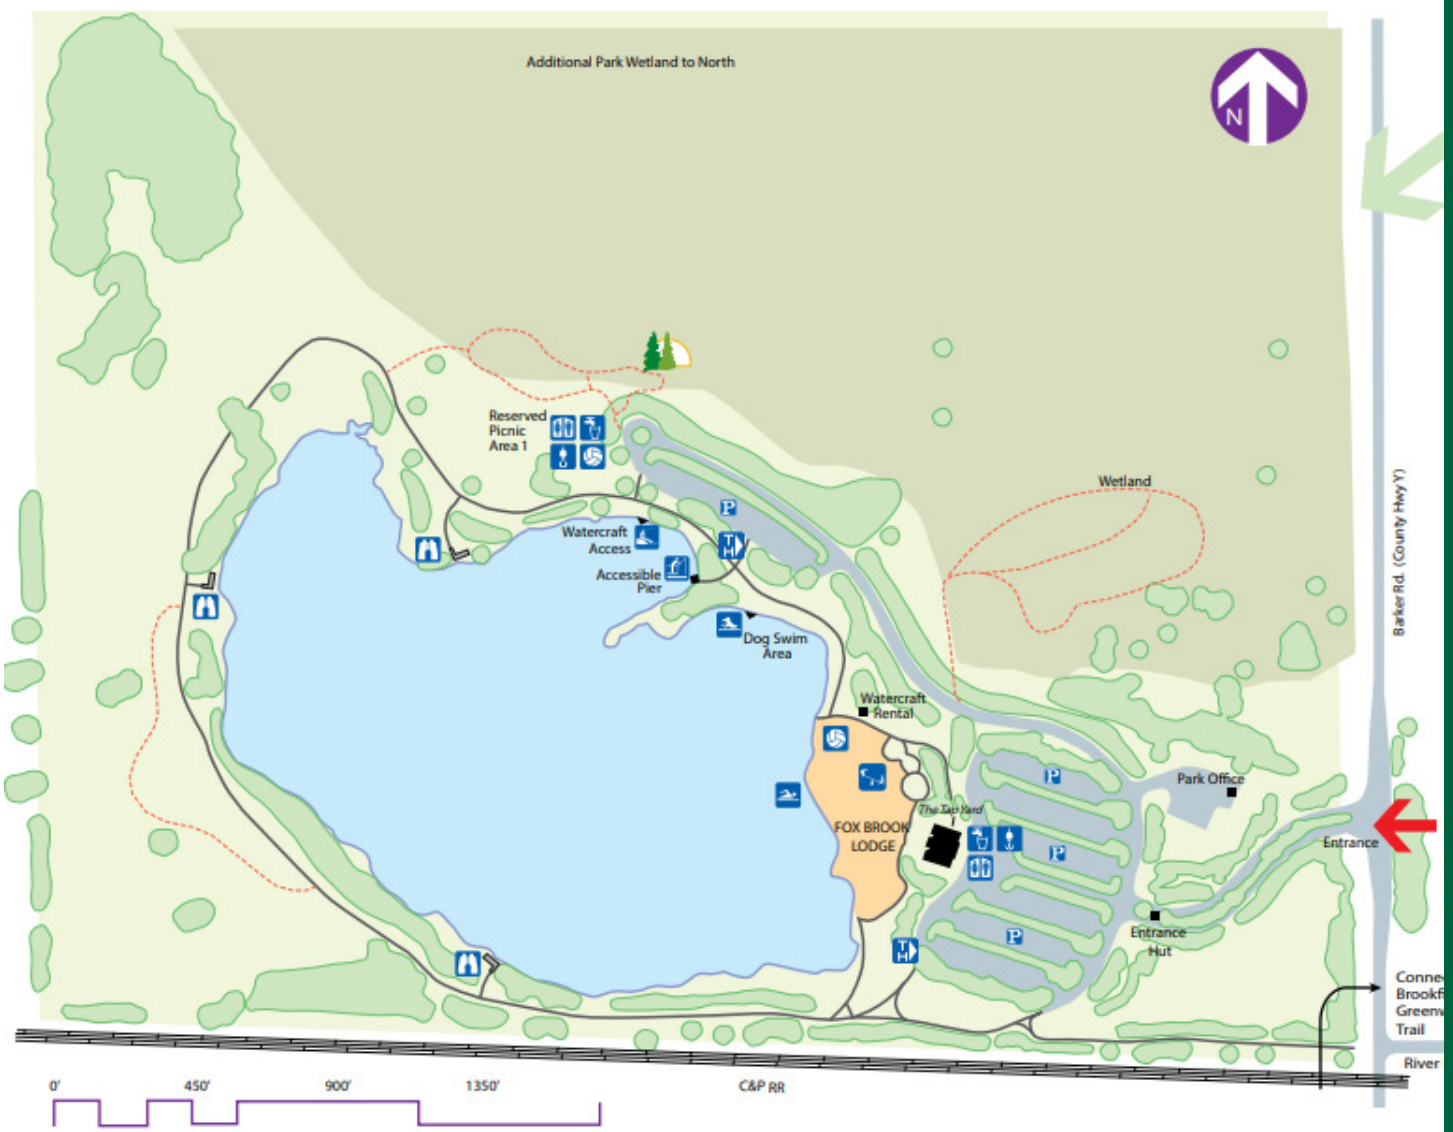 Additional Park Wetland to North
N
Reserved
Picnic
Area 1
Wetland
Barker Rd. (County Hwy Y)
P
Watercraft
Access
T
H
Accessible
Pier
Dog Swim
Area
Watercraft
Rental
P
Park Office
The Tap Yard
FOX BROOK
LODGE
P
Entrance
P
Entrance
Hut
T
H
Trail
River
0'
450'
900'
1350'
C&P RR